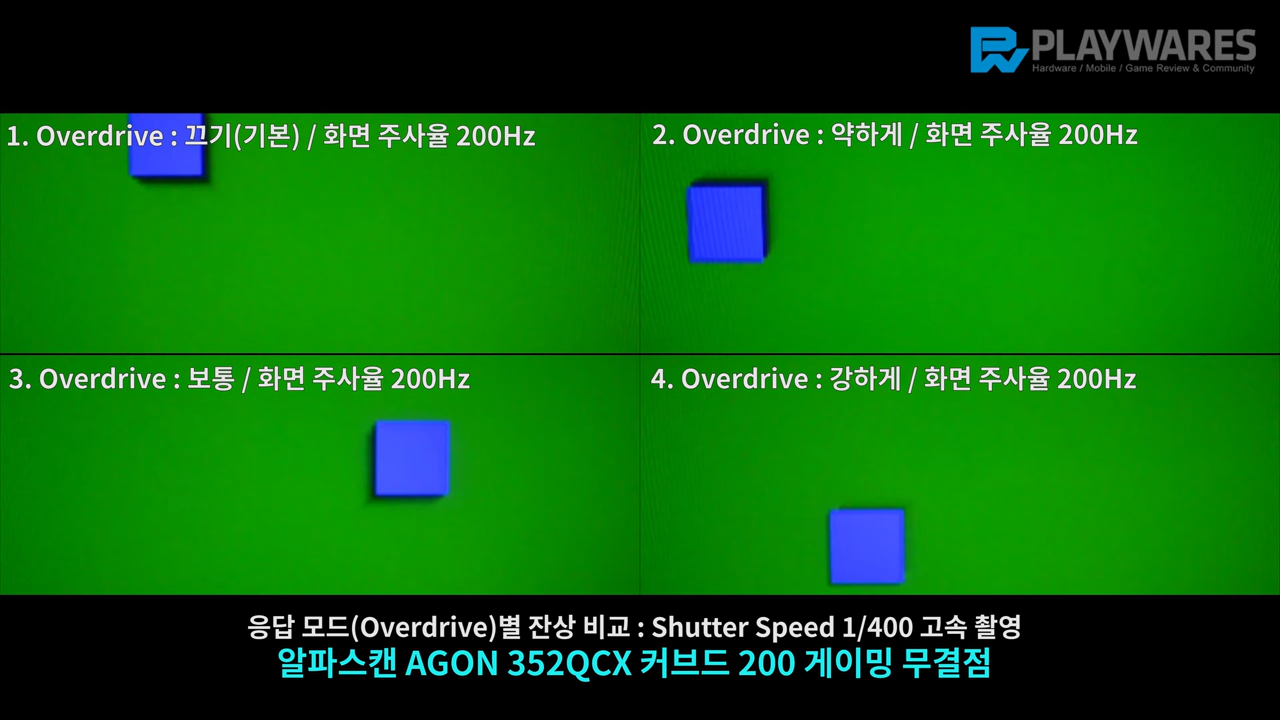 PLAYWARES
Hardware / Mobile / Game Review & Community
1. Overdrive : 끄기(기본) / 화면 주사율 200Hz
2. Overdrive : 약하게 / 화면 주사율 200Hz
3. Overdrive : 보통 / 화면 주사율 200Hz
4. Overdrive : 강하게 / 화면 주사율 200Hz
응답 모드(Overdrive)별 잔상 비교 : Shutter Speed 1/400 고속 촬영
알파스캔 AGON 352QCX 커브드 200 게이밍 무결점